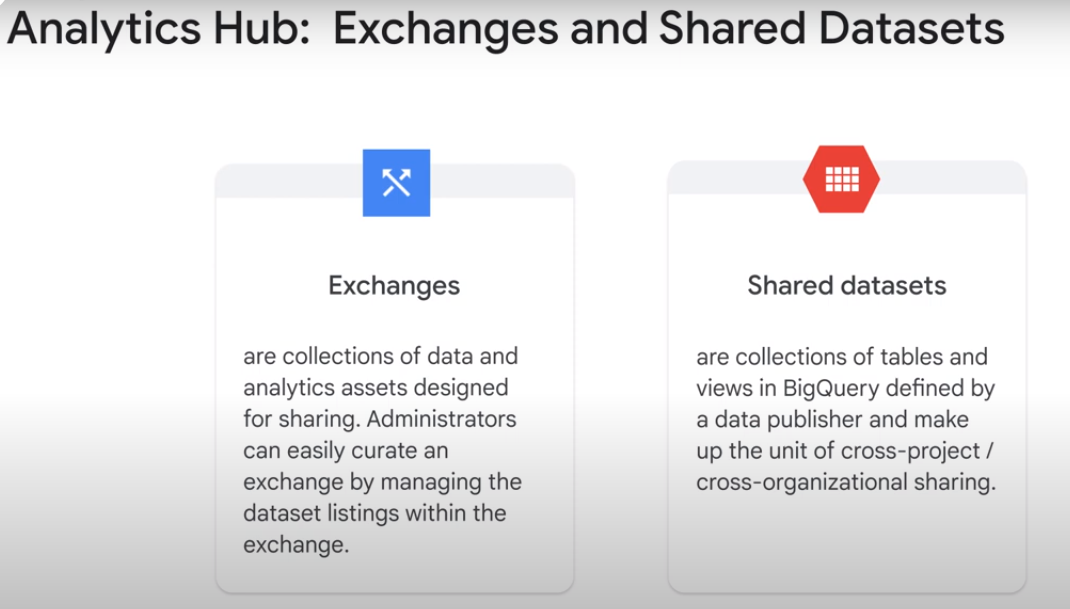 Analytics Hub: Exchanges and Shared Datasets
Exchanges
are collections of data and
analytics assets designed
for sharing. Administrators
can easily curate an
exchange by managing the
dataset listings within the
exchange.
Shared datasets
are collections of tables and
views in BigQuery defined by
a data publisher and make
up the unit of cross-project /
cross-organizational sharing.